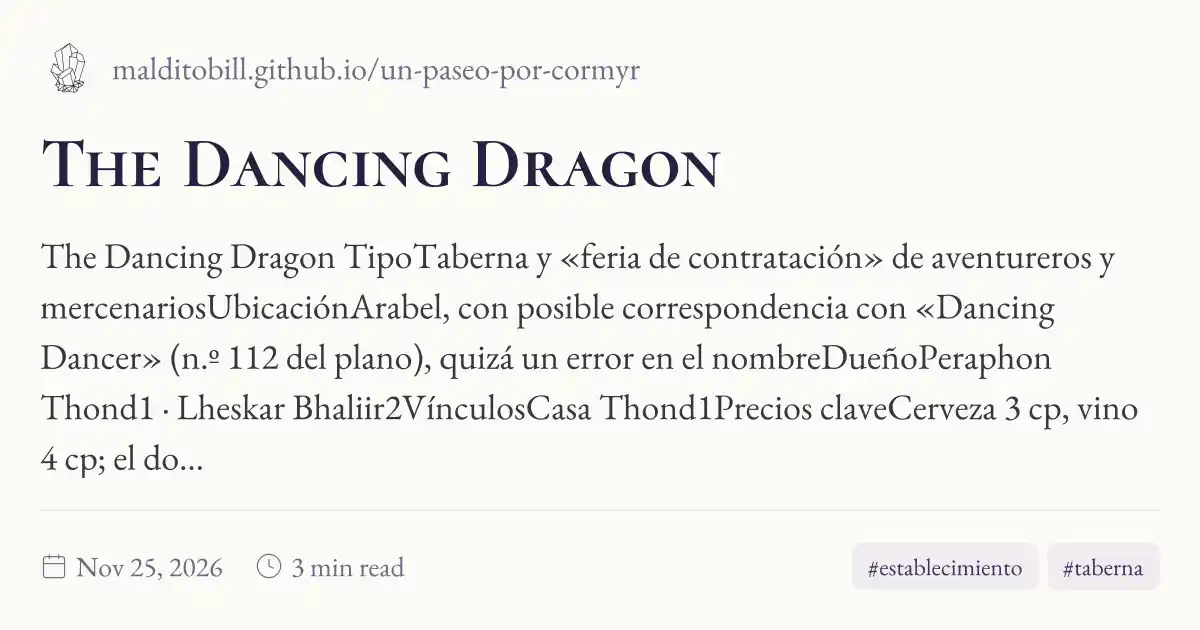 malditobill.github.io/un-paseo-por-cormyr
The Dancing Dragon
The Dancing Dragon TipoTaberna y «feria de contratación» de aventureros y
mercenariosUbicaciónArabel, con posible correspondencia con «Dancing
Dancer» (n.º 112 del plano), quizá un error en el nombreDueñoPeraphon
Thond1 · Lheskar Bhaliir2VínculosCasa Thond1Precios claveCerveza 3 cp, vino
4 cp; el do...
Nov 25, 2026
3 min read
#establecimiento
#taberna